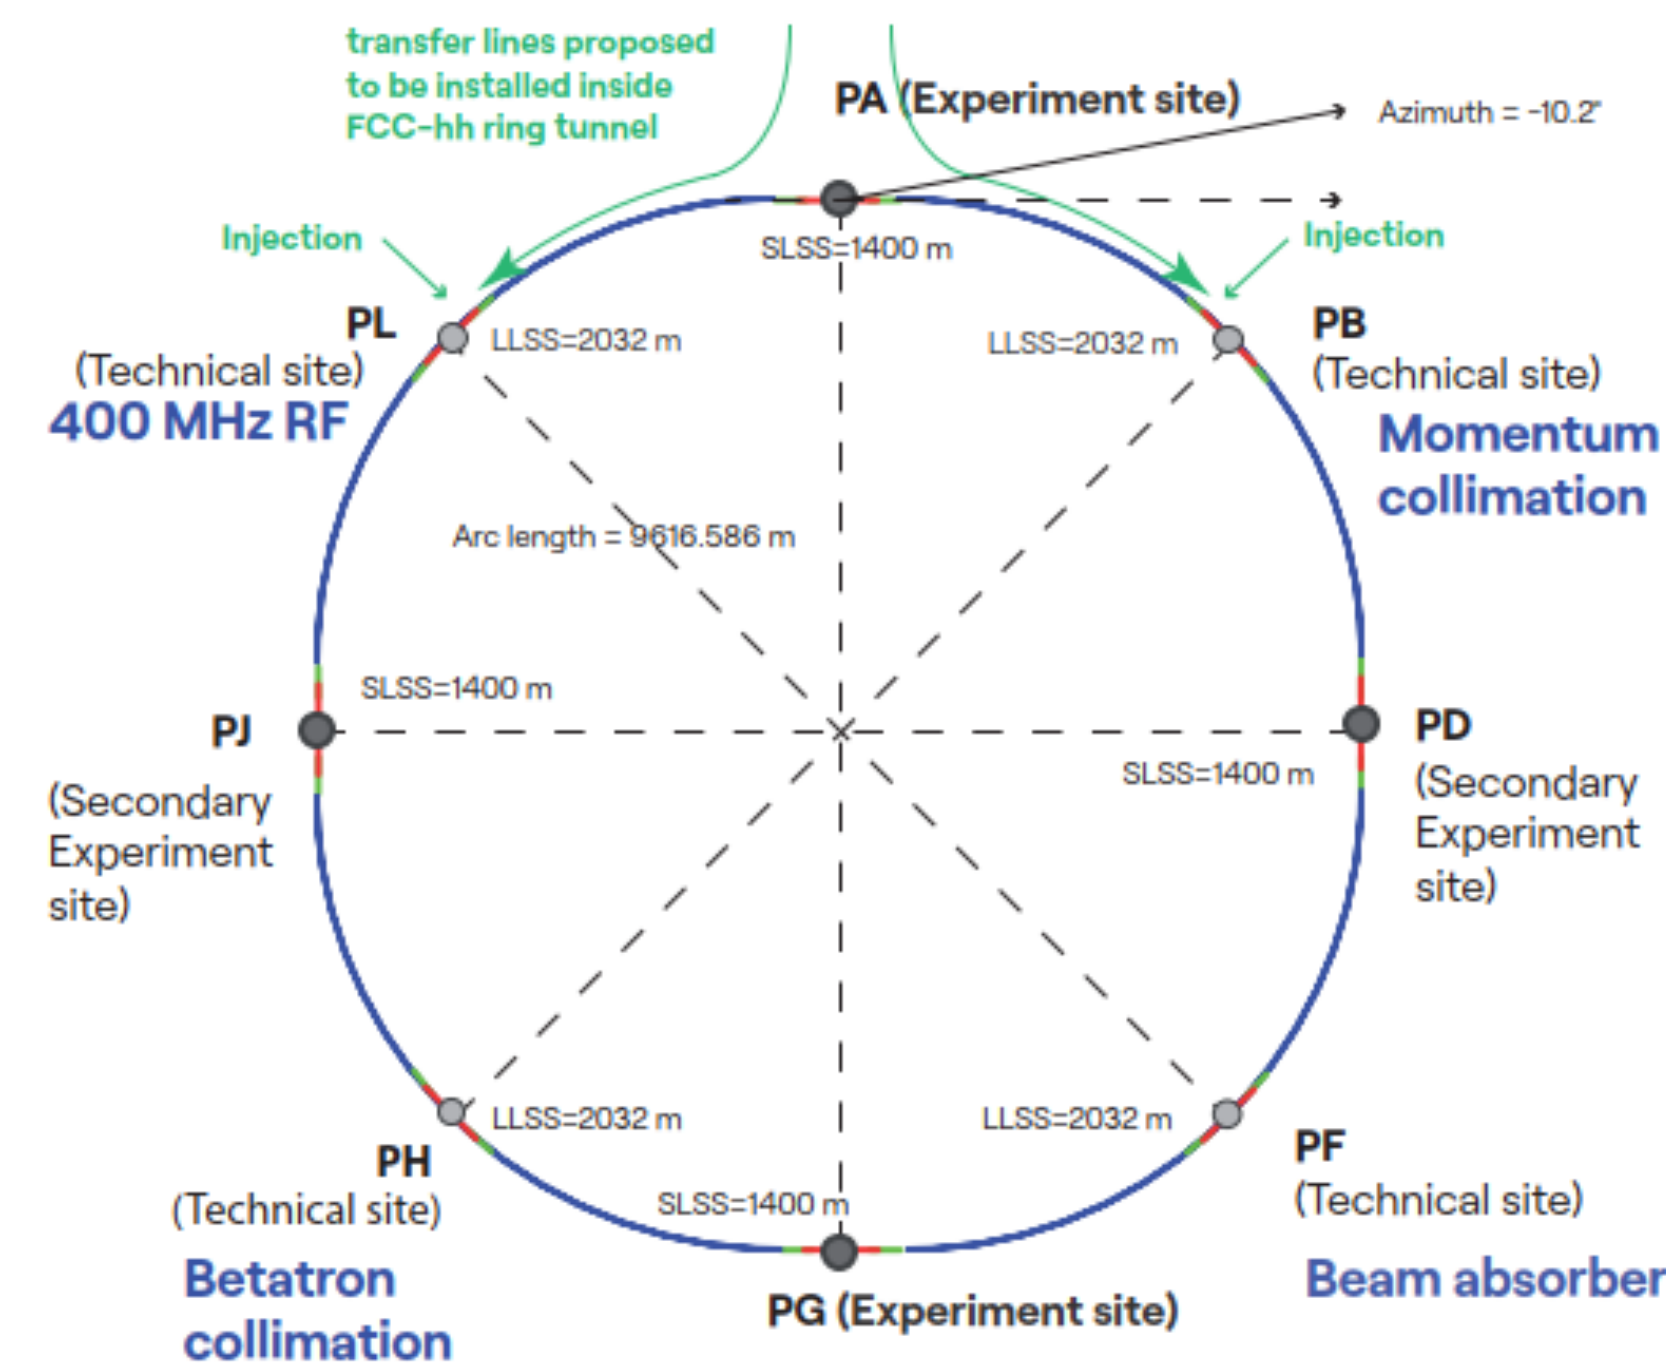 transfer lines proposed
to be installed inside
FCC-hh ring tunnel
PA (Experiment site)
Azimuth = -10.2°
Injection
SLSS=1400 m
Injection
PL
(Technical site)
400 MHz RF
LLSS=2032 m
LLSS=2032 m
PB
(Technical site)
Momentum
collimation
Arc length = 9616.586 m
SLSS=1400 m
PJ
(Secondary
Experiment
site)
SLSS=1400 m
PD
(Secondary
Experiment
site)
LLSS=2032 m
LLSS=2032 m
PH
(Technical site)
Betatron
collimation
SLSS=1400 m
PF
(Technical site)
Beam absorber
PG (Experiment site)